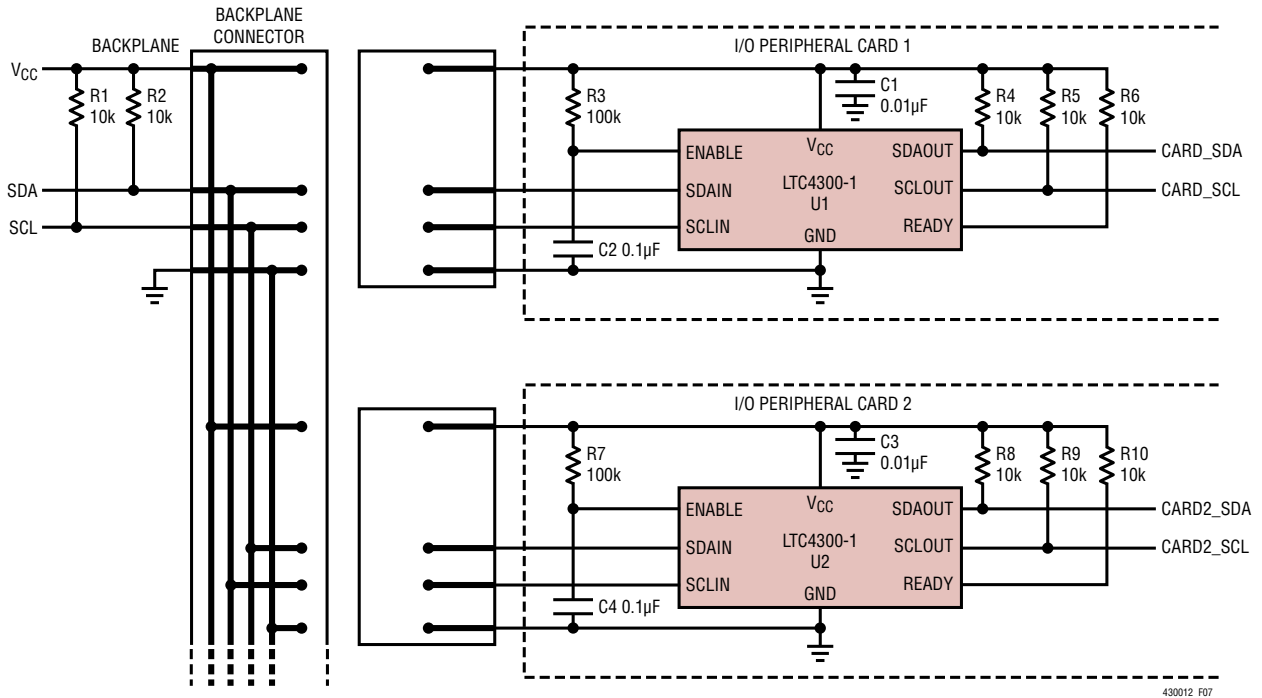 BACKPLANE
CONNECTOR
BACKPLANE
VCC
R1
10k
R2
10k
SDA
SCL
I/O PERIPHERAL CARD 1
R3
100k
C1
0.01µF
R4
10k
R5
10k
R6
10k
ENABLE
VCC
SDAOUT
CARD_SDA
SDAIN
LTC4300-1
U1
SCLOUT
CARD_SCL
SCLIN
GND
READY
C2 0.1µF
I/O PERIPHERAL CARD 2
R7
100k
C3
0.01µF
R8
10k
R9
10k
R10
10k
ENABLE
VCC
SDAOUT
CARD2_SDA
SDAIN
LTC4300-1
U2
SCLOUT
CARD2_SCL
SCLIN
GND
READY
C4 0.1µF
430012 F07